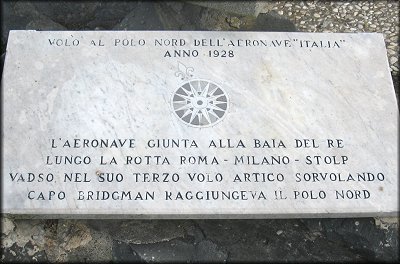 VOLO' AL POLO NORD DELL'AERONAVE "ITALIA"
ANNO 1928
L'AERONAVE GIUNTA ALLA BAIA DEL RE
LUNGO LA ROTTA ROMA - MILANO - STOLP
VADSO NEL SUO TERZO VOLO ARTICO SORVOLANDO
CAPO BRIDGMAN RAGGIUNGEVA IL POLO NORD